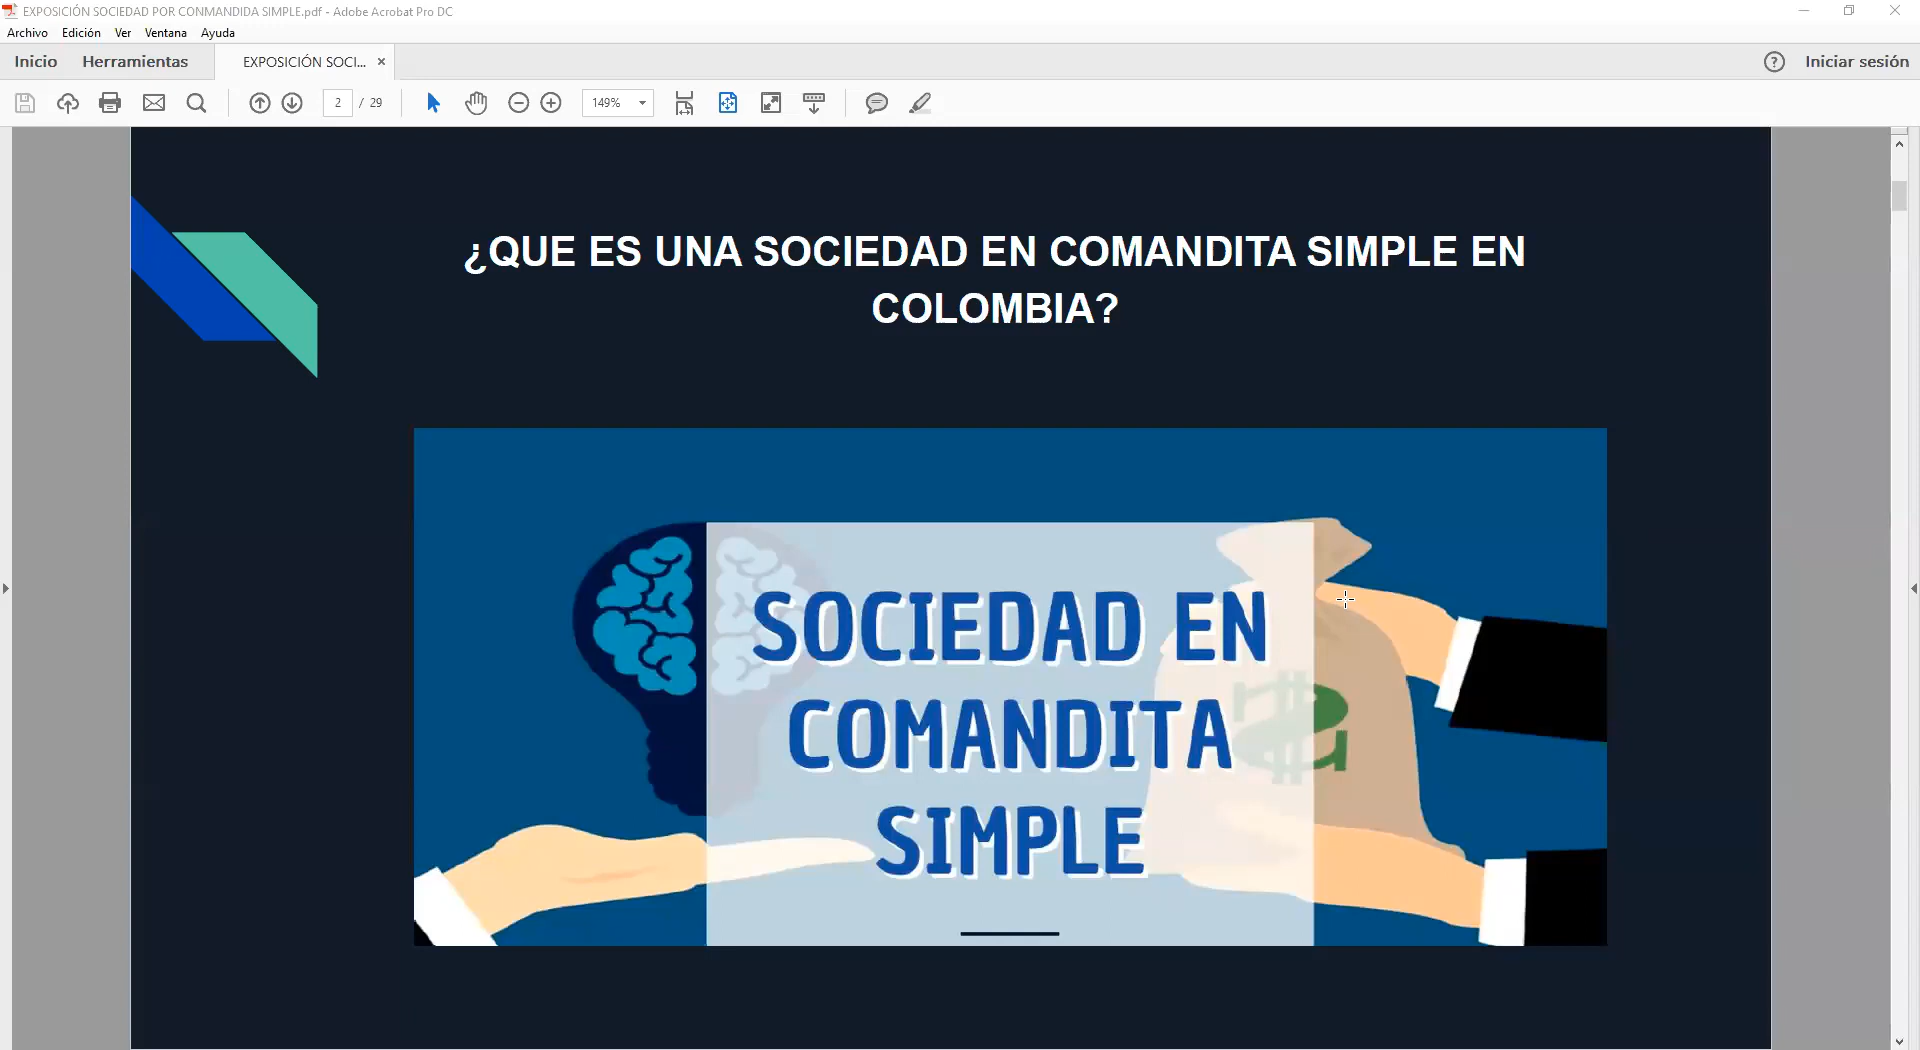 EXPOSICIÓN SOCIEDAD POR CONMANDIDA SIMPLE.pdf - Adobe Acrobat Pro DC
Archivo Edición Ver Ventana Ayuda
Inicio Herramientas EXPOSICIÓN SOCI... × ? Iniciar sesión
2 / 29 149%
¿QUE ES UNA SOCIEDAD EN COMANDITA SIMPLE EN
COLOMBIA?
SOCIEDAD EN
COMANDITA
SIMPLE